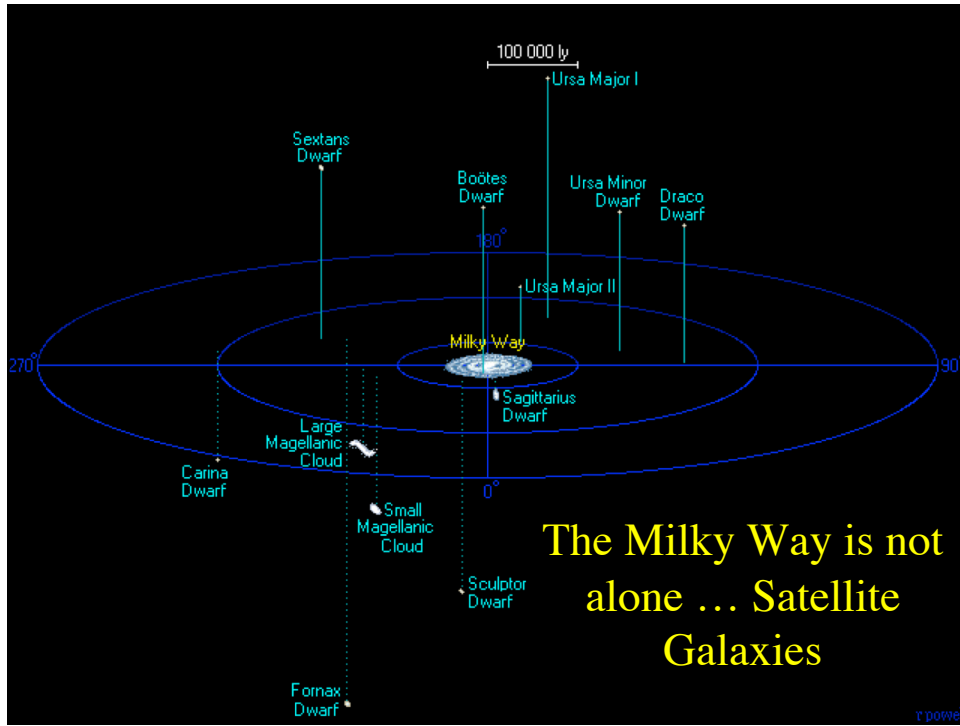 100 000 ly
Ursa Major I
Sextans
Dwarf
Boötes
Dwarf
Ursa Minor
Dwarf
Draco
Dwarf
180°
Ursa Major II
Milky Way
270°
90
Sagittarius
Dwarf
Large
Magellanic
Cloud
Carina
Dwarf
0°
Small
Magellanic
Cloud
The Milky Way is not
alone … Satellite
Galaxies
Sculptor
Dwarf
Fornax
Dwarf
r powe